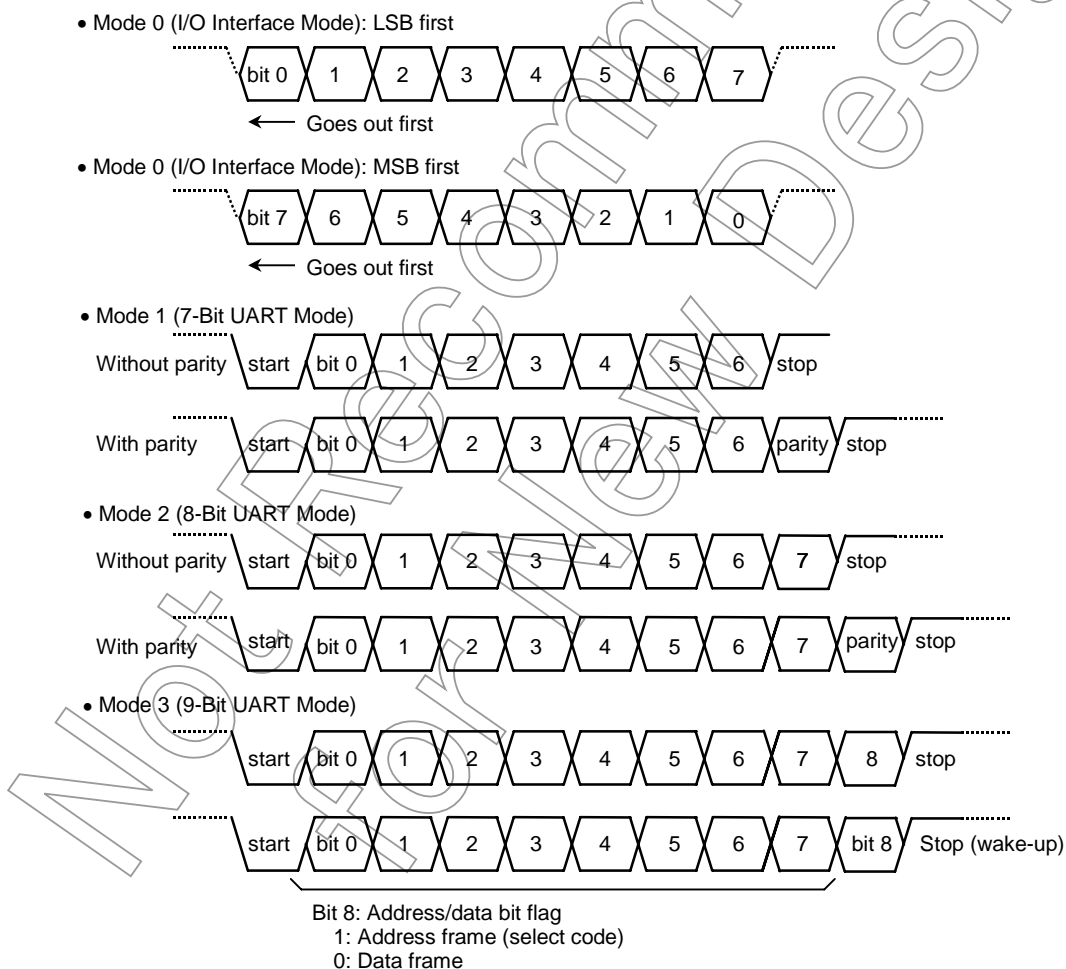 • Mode 0 (I/O Interface Mode): LSB first
bit 0 1 2 3 4 5 6 7
← Goes out first
• Mode 0 (I/O Interface Mode): MSB first
bit 7 6 5 4 3 2 1 0
← Goes out first
• Mode 1 (7-Bit UART Mode)
Without parity start bit 0 1 2 3 4 5 6 stop
With parity start bit 0 1 2 3 4 5 6 parity stop
• Mode 2 (8-Bit UART Mode)
Without parity start bit 0 1 2 3 4 5 6 7 stop
With parity start bit 0 1 2 3 4 5 6 7 parity stop
• Mode 3 (9-Bit UART Mode)
start bit 0 1 2 3 4 5 6 7 8 stop
start bit 0 1 2 3 4 5 6 7 bit 8 Stop (wake-up)
Bit 8: Address/data bit flag
1: Address frame (select code)
0: Data frame
Not Recomm
for New Desi